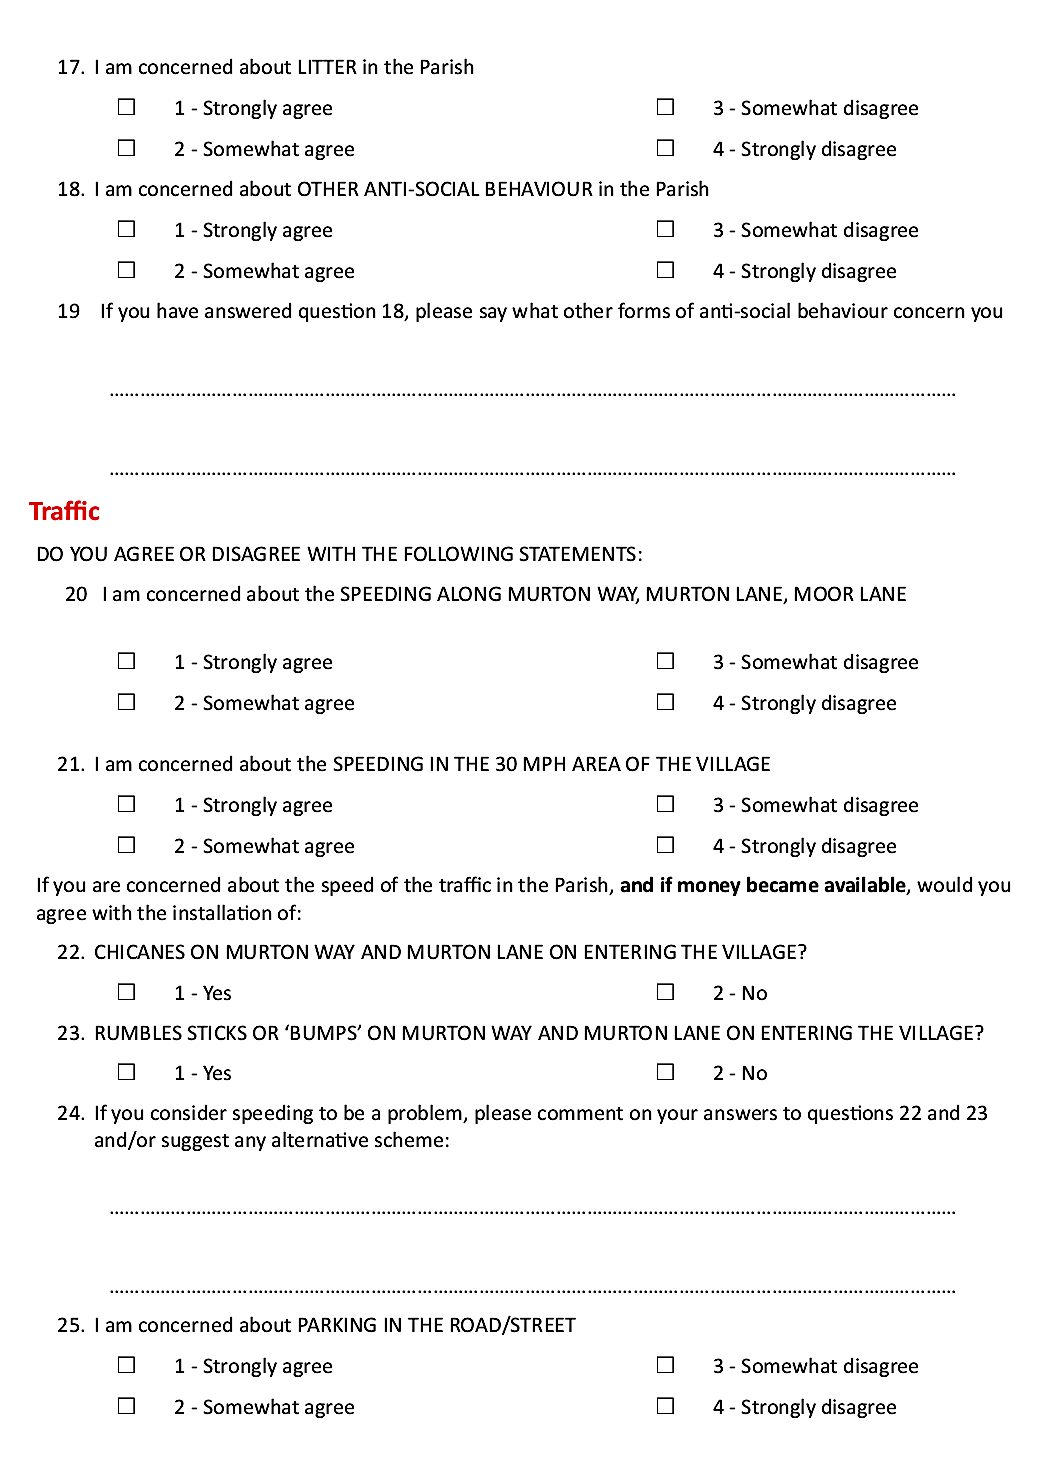 17. I am concerned about LITTER in the Parish
☐ 1 - Strongly agree ☐ 3 - Somewhat disagree
☐ 2 - Somewhat agree ☐ 4 - Strongly disagree
18. I am concerned about OTHER ANTI-SOCIAL BEHAVIOUR in the Parish
☐ 1 - Strongly agree ☐ 3 - Somewhat disagree
☐ 2 - Somewhat agree ☐ 4 - Strongly disagree
19 If you have answered question 18, please say what other forms of anti-social behaviour concern you
Traffic
DO YOU AGREE OR DISAGREE WITH THE FOLLOWING STATEMENTS:
20 I am concerned about the SPEEDING ALONG MURTON WAY, MURTON LANE, MOOR LANE
☐ 1 - Strongly agree ☐ 3 - Somewhat disagree
☐ 2 - Somewhat agree ☐ 4 - Strongly disagree
21. I am concerned about the SPEEDING IN THE 30 MPH AREA OF THE VILLAGE
☐ 1 - Strongly agree ☐ 3 - Somewhat disagree
☐ 2 - Somewhat agree ☐ 4 - Strongly disagree
If you are concerned about the speed of the traffic in the Parish, and if money became available, would you
agree with the installation of:
22. CHICANES ON MURTON WAY AND MURTON LANE ON ENTERING THE VILLAGE?
☐ 1 - Yes ☐ 2 - No
23. RUMBLES STICKS OR ‘BUMPS’ ON MURTON WAY AND MURTON LANE ON ENTERING THE VILLAGE?
☐ 1 - Yes ☐ 2 - No
24. If you consider speeding to be a problem, please comment on your answers to questions 22 and 23
and/or suggest any alternative scheme:
25. I am concerned about PARKING IN THE ROAD/STREET
☐ 1 - Strongly agree ☐ 3 - Somewhat disagree
☐ 2 - Somewhat agree ☐ 4 - Strongly disagree